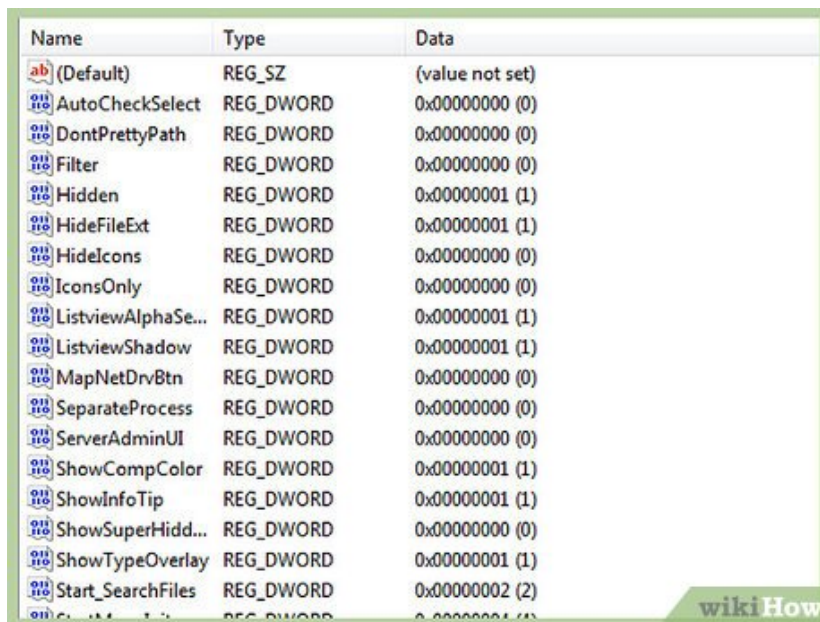 Name Type Data
(Default) REG_SZ (value not set)
AutoCheckSelect REG_DWORD 0x00000000 (0)
DontPrettyPath REG_DWORD 0x00000000 (0)
Filter REG_DWORD 0x00000000 (0)
Hidden REG_DWORD 0x00000001 (1)
HideFileExt REG_DWORD 0x00000001 (1)
HideIcons REG_DWORD 0x00000000 (0)
IconsOnly REG_DWORD 0x00000000 (0)
ListviewAlphaSe... REG_DWORD 0x00000001 (1)
ListviewShadow REG_DWORD 0x00000001 (1)
MapNetDrvBtn REG_DWORD 0x00000000 (0)
SeparateProcess REG_DWORD 0x00000000 (0)
ServerAdminUI REG_DWORD 0x00000000 (0)
ShowCompColor REG_DWORD 0x00000001 (1)
ShowInfoTip REG_DWORD 0x00000001 (1)
ShowSuperHidd... REG_DWORD 0x00000000 (0)
ShowTypeOverlay REG_DWORD 0x00000001 (1)
Start_SearchFiles REG_DWORD 0x00000002 (2)
wikiHow